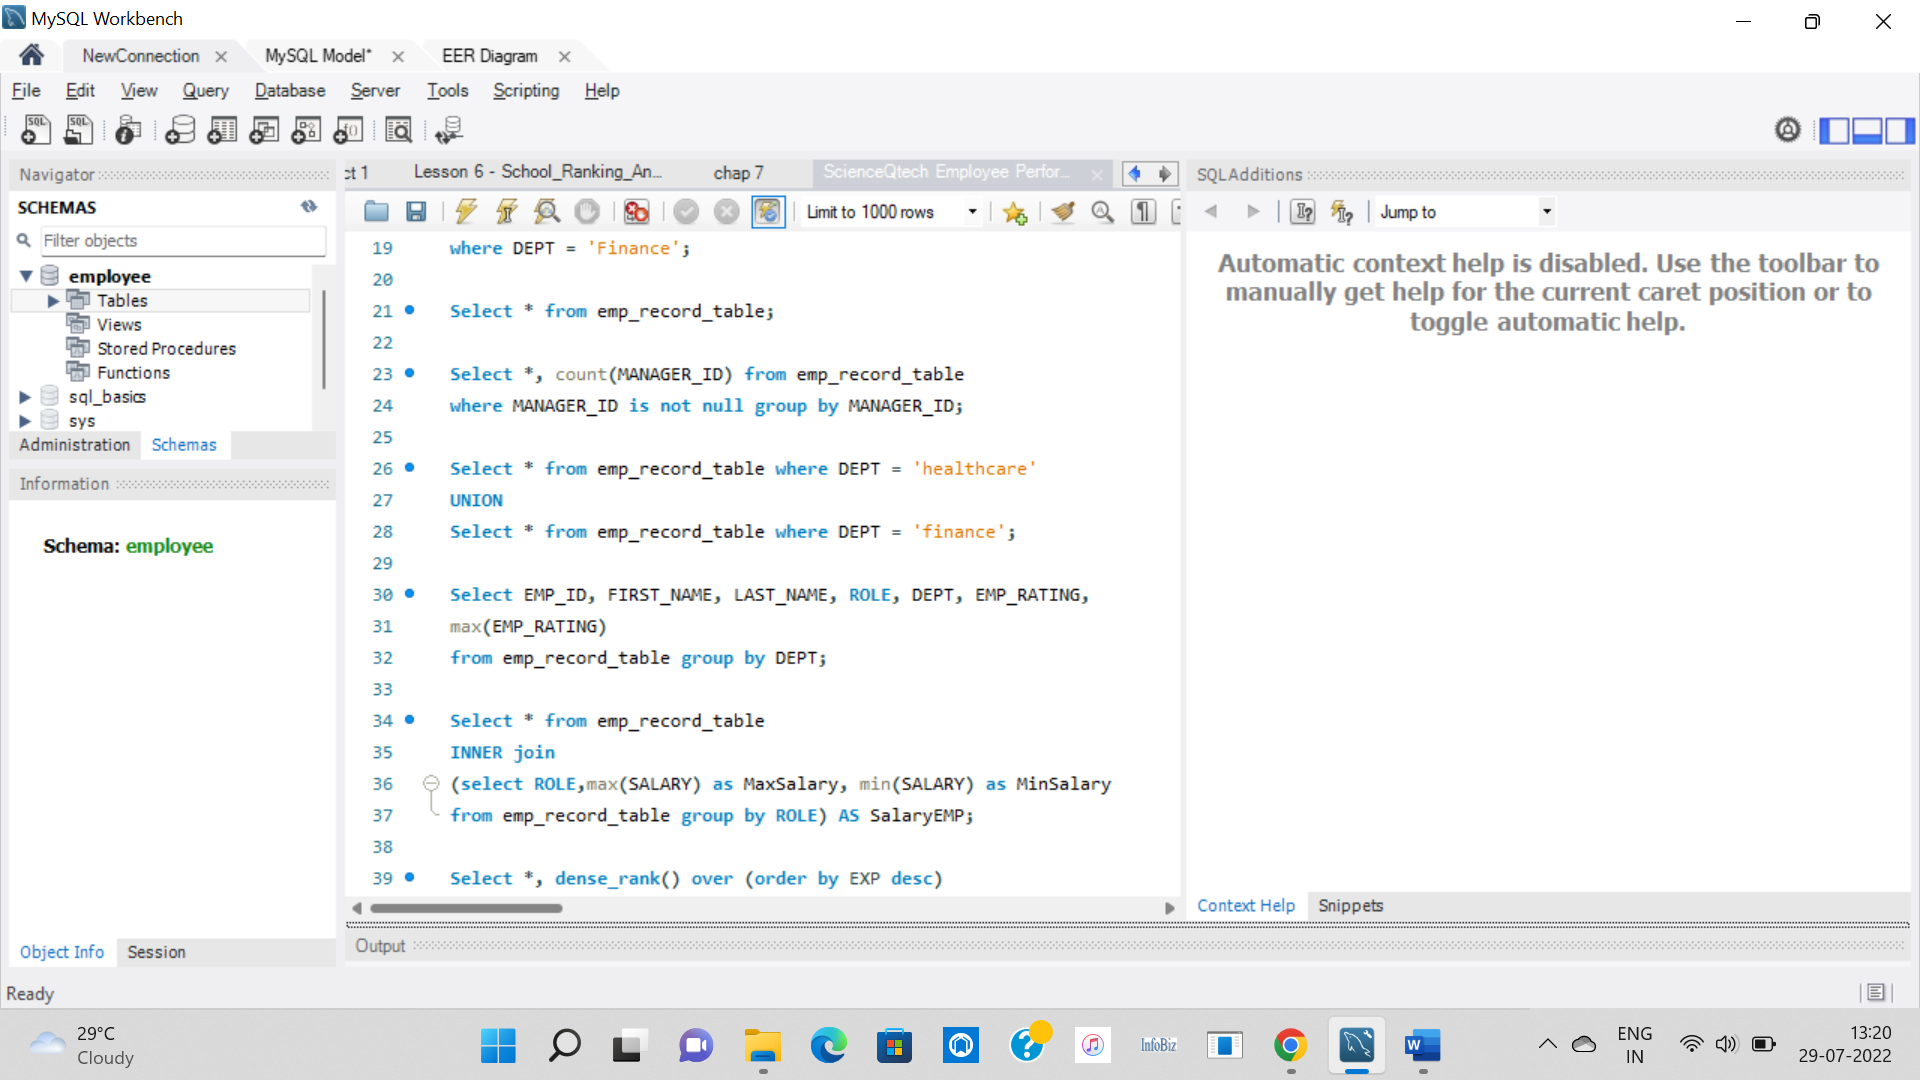 MySQL Workbench
NewConnection
MySQL Model*
EER Diagram
File Edit View Query Database Server Tools Scripting Help
Navigator
SCHEMAS
Filter objects
employee
Tables
Views
Stored Procedures
Functions
sql_basics
sys
Administration Schemas
Information
Schema: employee
Object Info Session
ct 1
Lesson 6 - School_Ranking_An...
chap 7
ScienceQtech Employee Perfor...
Limit to 1000 rows
19 where DEPT = 'Finance';
20
21 Select * from emp_record_table;
22
23 Select *, count(MANAGER_ID) from emp_record_table
24 where MANAGER_ID is not null group by MANAGER_ID;
25
26 Select * from emp_record_table where DEPT = 'healthcare'
27 UNION
28 Select * from emp_record_table where DEPT = 'finance';
29
30 Select EMP_ID, FIRST_NAME, LAST_NAME, ROLE, DEPT, EMP_RATING,
31 max(EMP_RATING)
32 from emp_record_table group by DEPT;
33
34 Select * from emp_record_table
35 INNER join
36 (select ROLE,max(SALARY) as MaxSalary, min(SALARY) as MinSalary
37 from emp_record_table group by ROLE) AS SalaryEMP;
38
39 Select *, dense_rank() over (order by EXP desc)
SQLAdditions
Jump to
Automatic context help is disabled. Use the toolbar to
manually get help for the current caret position or to
toggle automatic help.
Context Help Snippets
Output
Ready
29°C
Cloudy
InfoBiz
ENG
IN
13:20
29-07-2022